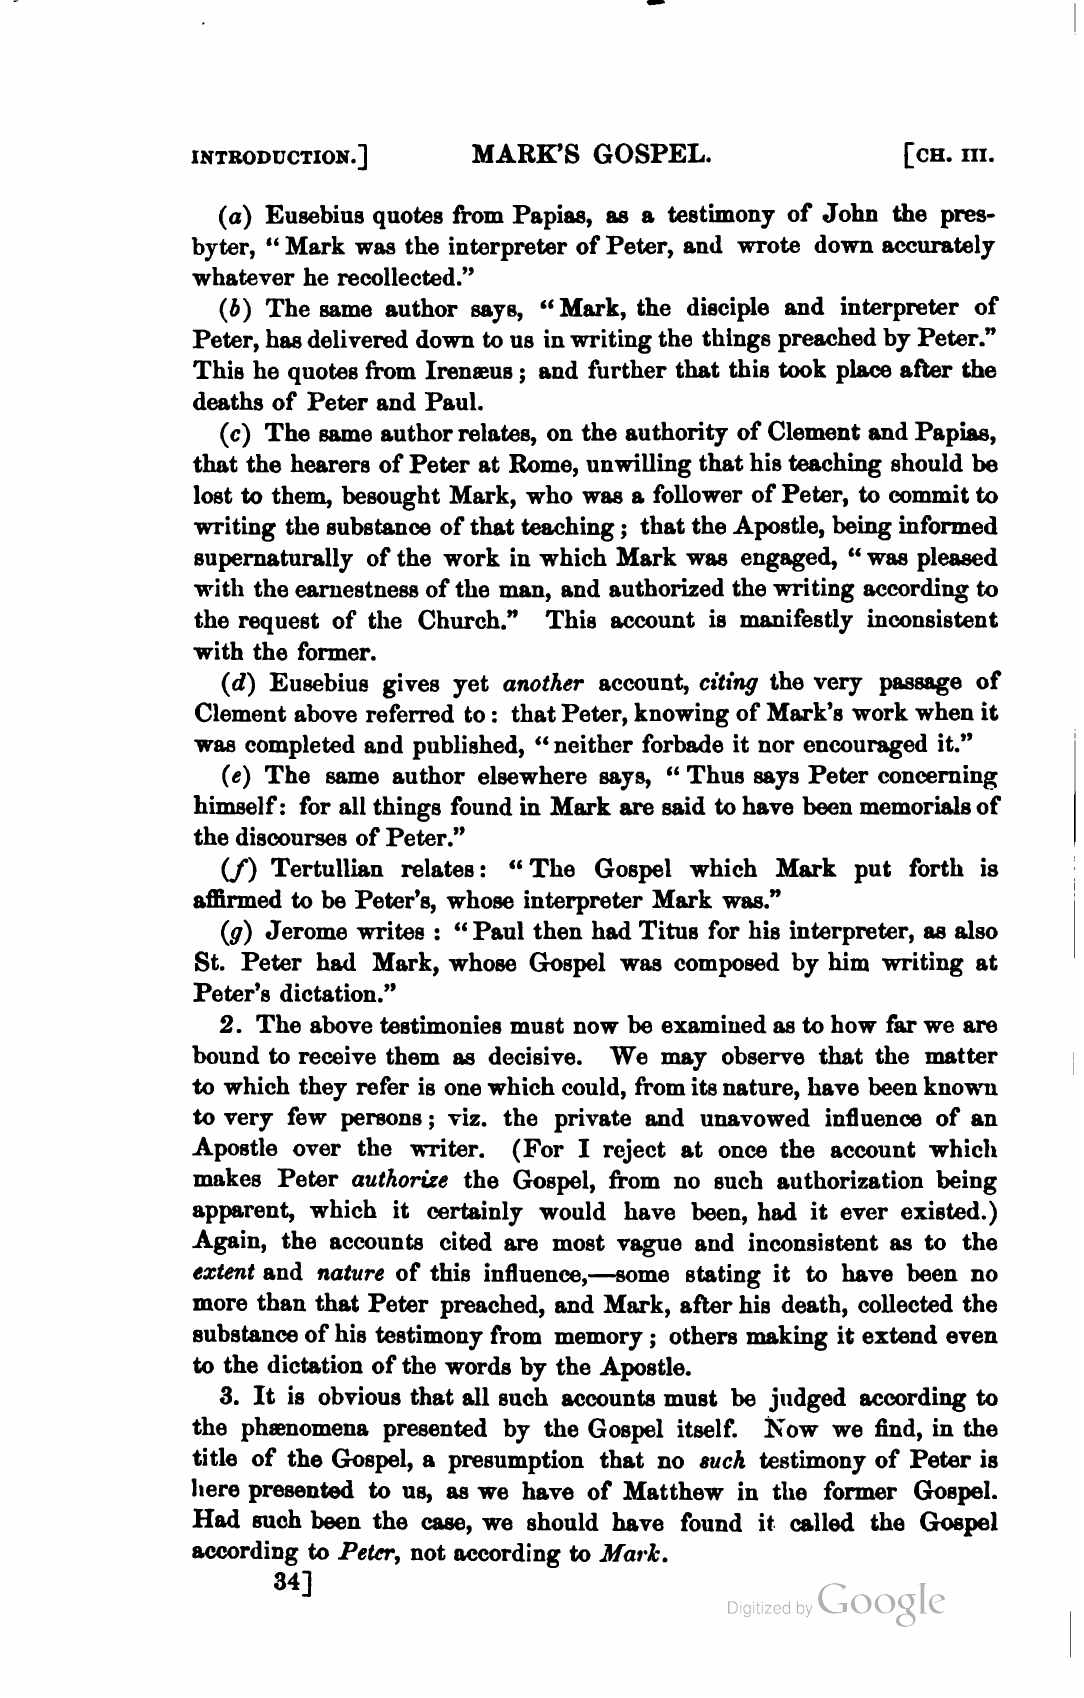 INTRODUCTION.] MARK'S GOSPEL. [CH. III.
(a) Eusebius quotes from Papias, as a testimony of John the pres-
byter, “Mark was the interpreter of Peter, and wrote down accurately
whatever he recollected.”
(b) The same author says, “Mark, the disciple and interpreter of
Peter, has delivered down to us in writing the things preached by Peter.”
This he quotes from Irenæus; and further that this took place after the
deaths of Peter and Paul.
(c) The same author relates, on the authority of Clement and Papias,
that the hearers of Peter at Rome, unwilling that his teaching should be
lost to them, besought Mark, who was a follower of Peter, to commit to
writing the substance of that teaching; that the Apostle, being informed
supernaturally of the work in which Mark was engaged, “was pleased
with the earnestness of the man, and authorized the writing according to
the request of the Church.” This account is manifestly inconsistent
with the former.
(d) Eusebius gives yet another account, citing the very passage of
Clement above referred to: that Peter, knowing of Mark's work when it
was completed and published, “neither forbade it nor encouraged it.”
(e) The same author elsewhere says, “Thus says Peter concerning
himself: for all things found in Mark are said to have been memorials of
the discourses of Peter.”
(f) Tertullian relates: “The Gospel which Mark put forth is
affirmed to be Peter's, whose interpreter Mark was.”
(g) Jerome writes: “Paul then had Titus for his interpreter, as also
St. Peter had Mark, whose Gospel was composed by him writing at
Peter's dictation.”
2. The above testimonies must now be examined as to how far we are
bound to receive them as decisive. We may observe that the matter
to which they refer is one which could, from its nature, have been known
to very few persons; viz. the private and unavowed influence of an
Apostle over the writer. (For I reject at once the account which
makes Peter authorize the Gospel, from no such authorization being
apparent, which it certainly would have been, had it ever existed.)
Again, the accounts cited are most vague and inconsistent as to the
extent and nature of this influence,—some stating it to have been no
more than that Peter preached, and Mark, after his death, collected the
substance of his testimony from memory; others making it extend even
to the dictation of the words by the Apostle.
3. It is obvious that all such accounts must be judged according to
the phænomena presented by the Gospel itself. Now we find, in the
title of the Gospel, a presumption that no such testimony of Peter is
here presented to us, as we have of Matthew in the former Gospel.
Had such been the case, we should have found it called the Gospel
according to Peter, not according to Mark.
34]
Digitized by Google